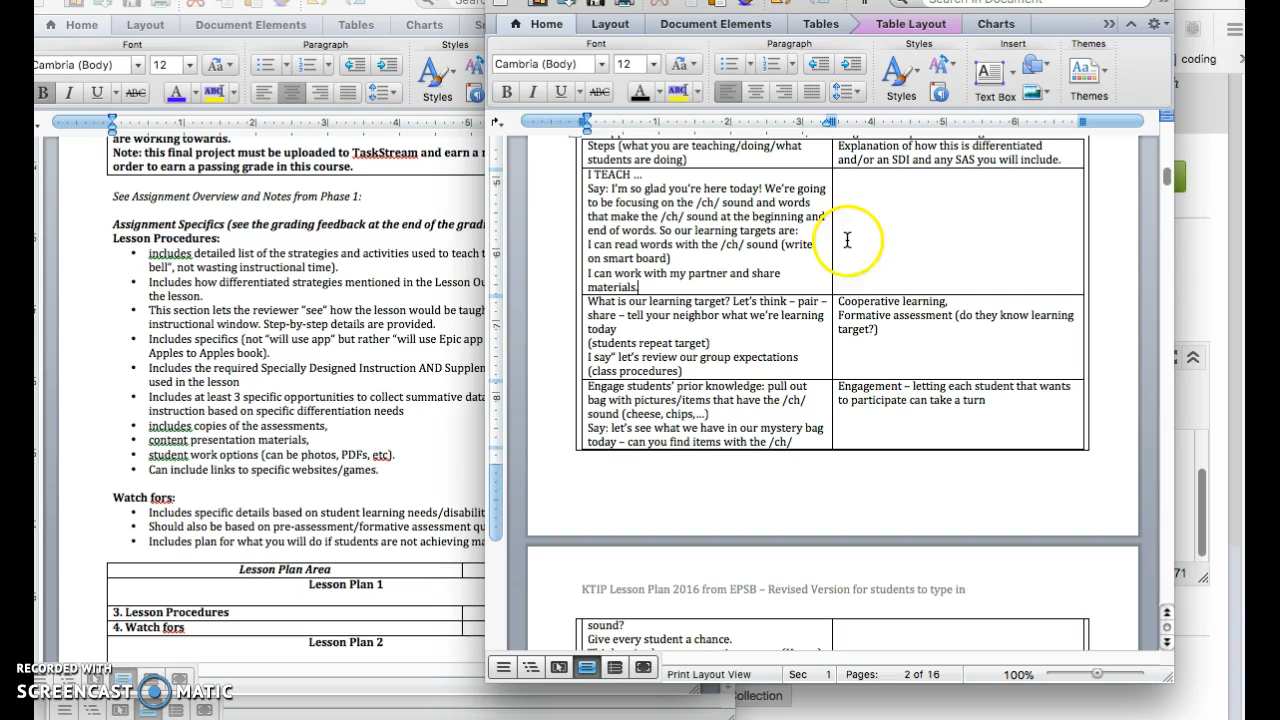 Search in Document
Home
Layout
Tables
Charts
Home
Layout
Document Elements
Tables
Table Layout
Charts
coding
Font
Paragraph
Styles
Font
Paragraph
Styles
Insert
Themes
Cambria (Body)
12
Aa
Cambria (Body)
12
Aa
B I U ABC A ABC
Styles
B I U ABC A ABC
Styles
Text Box
Themes
are working towards.
Note: this final project must be uploaded to TaskStream and earn a
order to earn a passing grade in this course.
See Assignment Overview and Notes from Phase 1:
Assignment Specifics (see the grading feedback at the end of the grad
Lesson Procedures:
• includes detailed list of the strategies and activities used to teach t
bell", not wasting instructional time).
• Includes how differentiated strategies mentioned in the Lesson Ou
the lesson.
• This section lets the reviewer "see" how the lesson would be taug
instructional window. Step-by-step details are provided.
• Includes specifics (not "will use app" but rather "will use Epic app
Apples to Apples book).
• Includes the required Specially Designed Instruction AND Supplem
used in the lesson
• Includes at least 3 specific opportunities to collect summative data
instruction based on specific differentiation needs
• includes copies of the assessments,
• content presentation materials,
• student work options (can be photos, PDFs, etc).
• Can include links to specific websites/games.
Watch fors:
• Includes specific details based on student learning needs/disabilit
• Should also be based on pre-assessment/formative assessment qu
• Includes plan for what you will do if students are not achieving ma
Lesson Plan Area
Lesson Plan 1
3. Lesson Procedures
4. Watch fors
Lesson Plan 2
Steps (what you are teaching/doing/what
students are doing)
Explanation of how this is differentiated
and/or an SDI and any SAS you will include.
I TEACH ...
Say: I'm so glad you're here today! We're going
to be focusing on the /ch/ sound and words
that make the /ch/ sound at the beginning and
end of words. So our learning targets are:
I can read words with the /ch/ sound (write
on smart board)
I can work with my partner and share
materials.
What is our learning target? Let's think – pair –
share – tell your neighbor what we're learning
today
(students repeat target)
I say" let's review our group expectations
(class procedures)
Cooperative learning,
Formative assessment (do they know learning
target?)
Engage students' prior knowledge: pull out
bag with pictures/items that have the /ch/
sound (cheese, chips,...)
Say: let's see what we have in our mystery bag
today – can you find items with the /ch/
Engagement – letting each student that wants
to participate can take a turn
KTIP Lesson Plan 2016 from EPSB – Revised Version for students to type in
sound?
Give every student a chance.
Print Layout View
Sec 1
Pages: 2 of 16
100%
71
Collection
RECORDED WITH
SCREENCAST MATIC